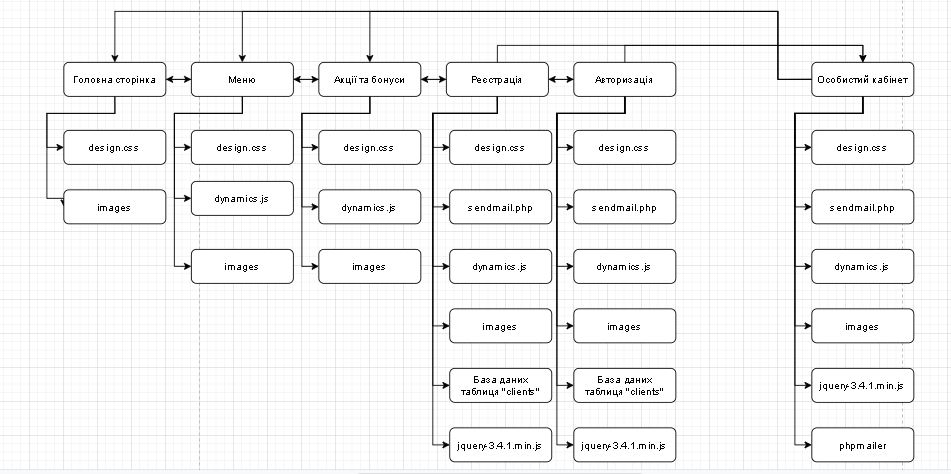 Головна сторінка
Меню
Акції та бонуси
Реєстрація
Авторизація
Особистий кабінет
design.css
design.css
design.css
design.css
design.css
design.css
images
dynamics.js
dynamics.js
sendmail.php
sendmail.php
sendmail.php
images
images
dynamics.js
dynamics.js
dynamics.js
images
images
images
База даних
таблиця "clients"
База даних
таблиця "clients"
jquery-3.4.1.min.js
jquery-3.4.1.min.js
jquery-3.4.1.min.js
phpmailer